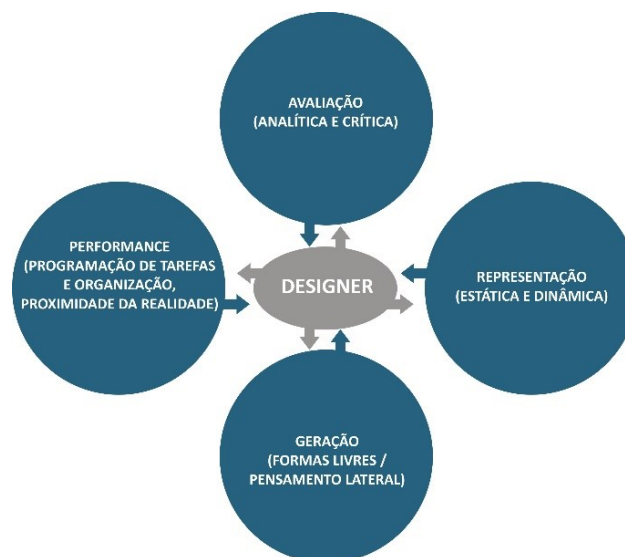 AVALIAÇÃO
(ANALÍTICA E CRÍTICA)
PERFORMANCE
(PROGRAMAÇÃO DE TAREFAS
E ORGANIZAÇÃO,
PROXIMIDADE DA REALIDADE)
DESIGNER
REPRESENTAÇÃO
(ESTÁTICA E DINÂMICA)
GERAÇÃO
(FORMAS LIVRES /
PENSAMENTO LATERAL)